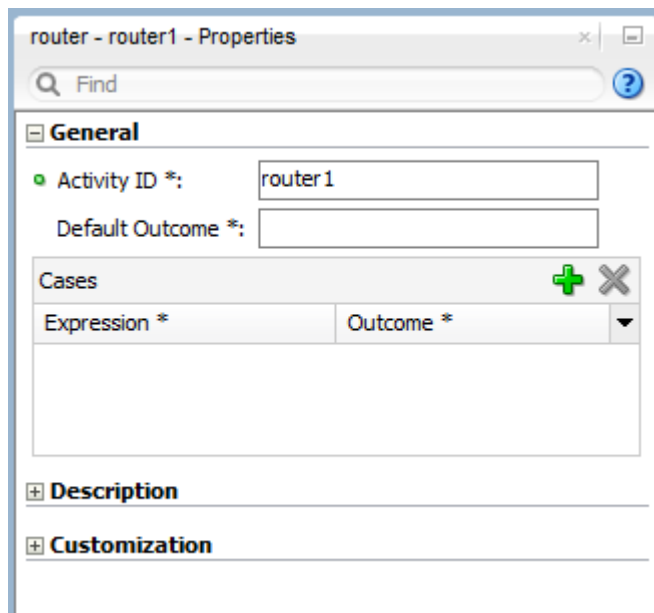 router - router1 - Properties
Find
General
Activity ID *: router1
Default Outcome *:
Cases
Expression * Outcome *
Description
Customization